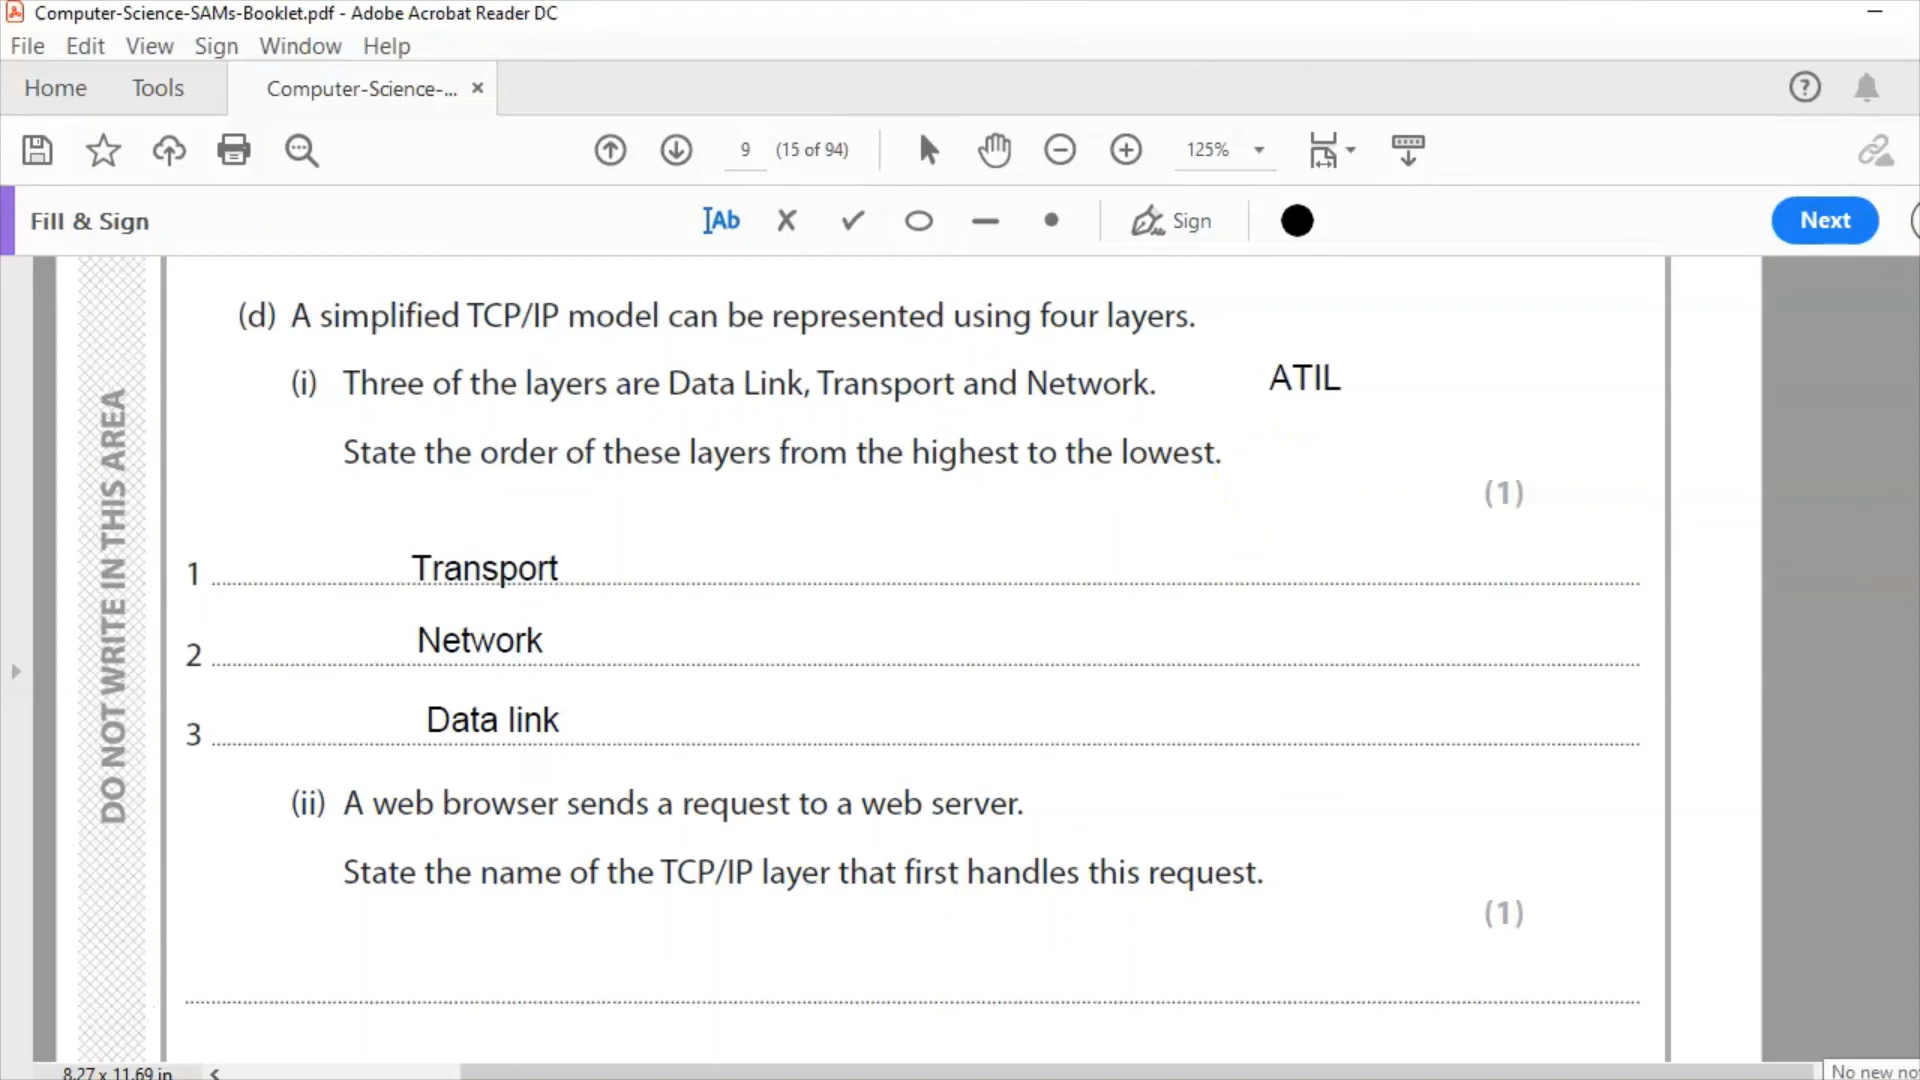 Computer-Science-SAMs-Booklet.pdf - Adobe Acrobat Reader DC
File Edit View Sign Window Help
Home Tools Computer-Science-... ×
9 (15 of 94) 125%
Fill & Sign Ab Sign Next
(d) A simplified TCP/IP model can be represented using four layers.
(i) Three of the layers are Data Link, Transport and Network. ATIL
State the order of these layers from the highest to the lowest.
(1)
1 Transport
2 Network
3 Data link
(ii) A web browser sends a request to a web server.
State the name of the TCP/IP layer that first handles this request.
(1)
DO NOT WRITE IN THIS AREA
8.27 x 11.69 in
No new no